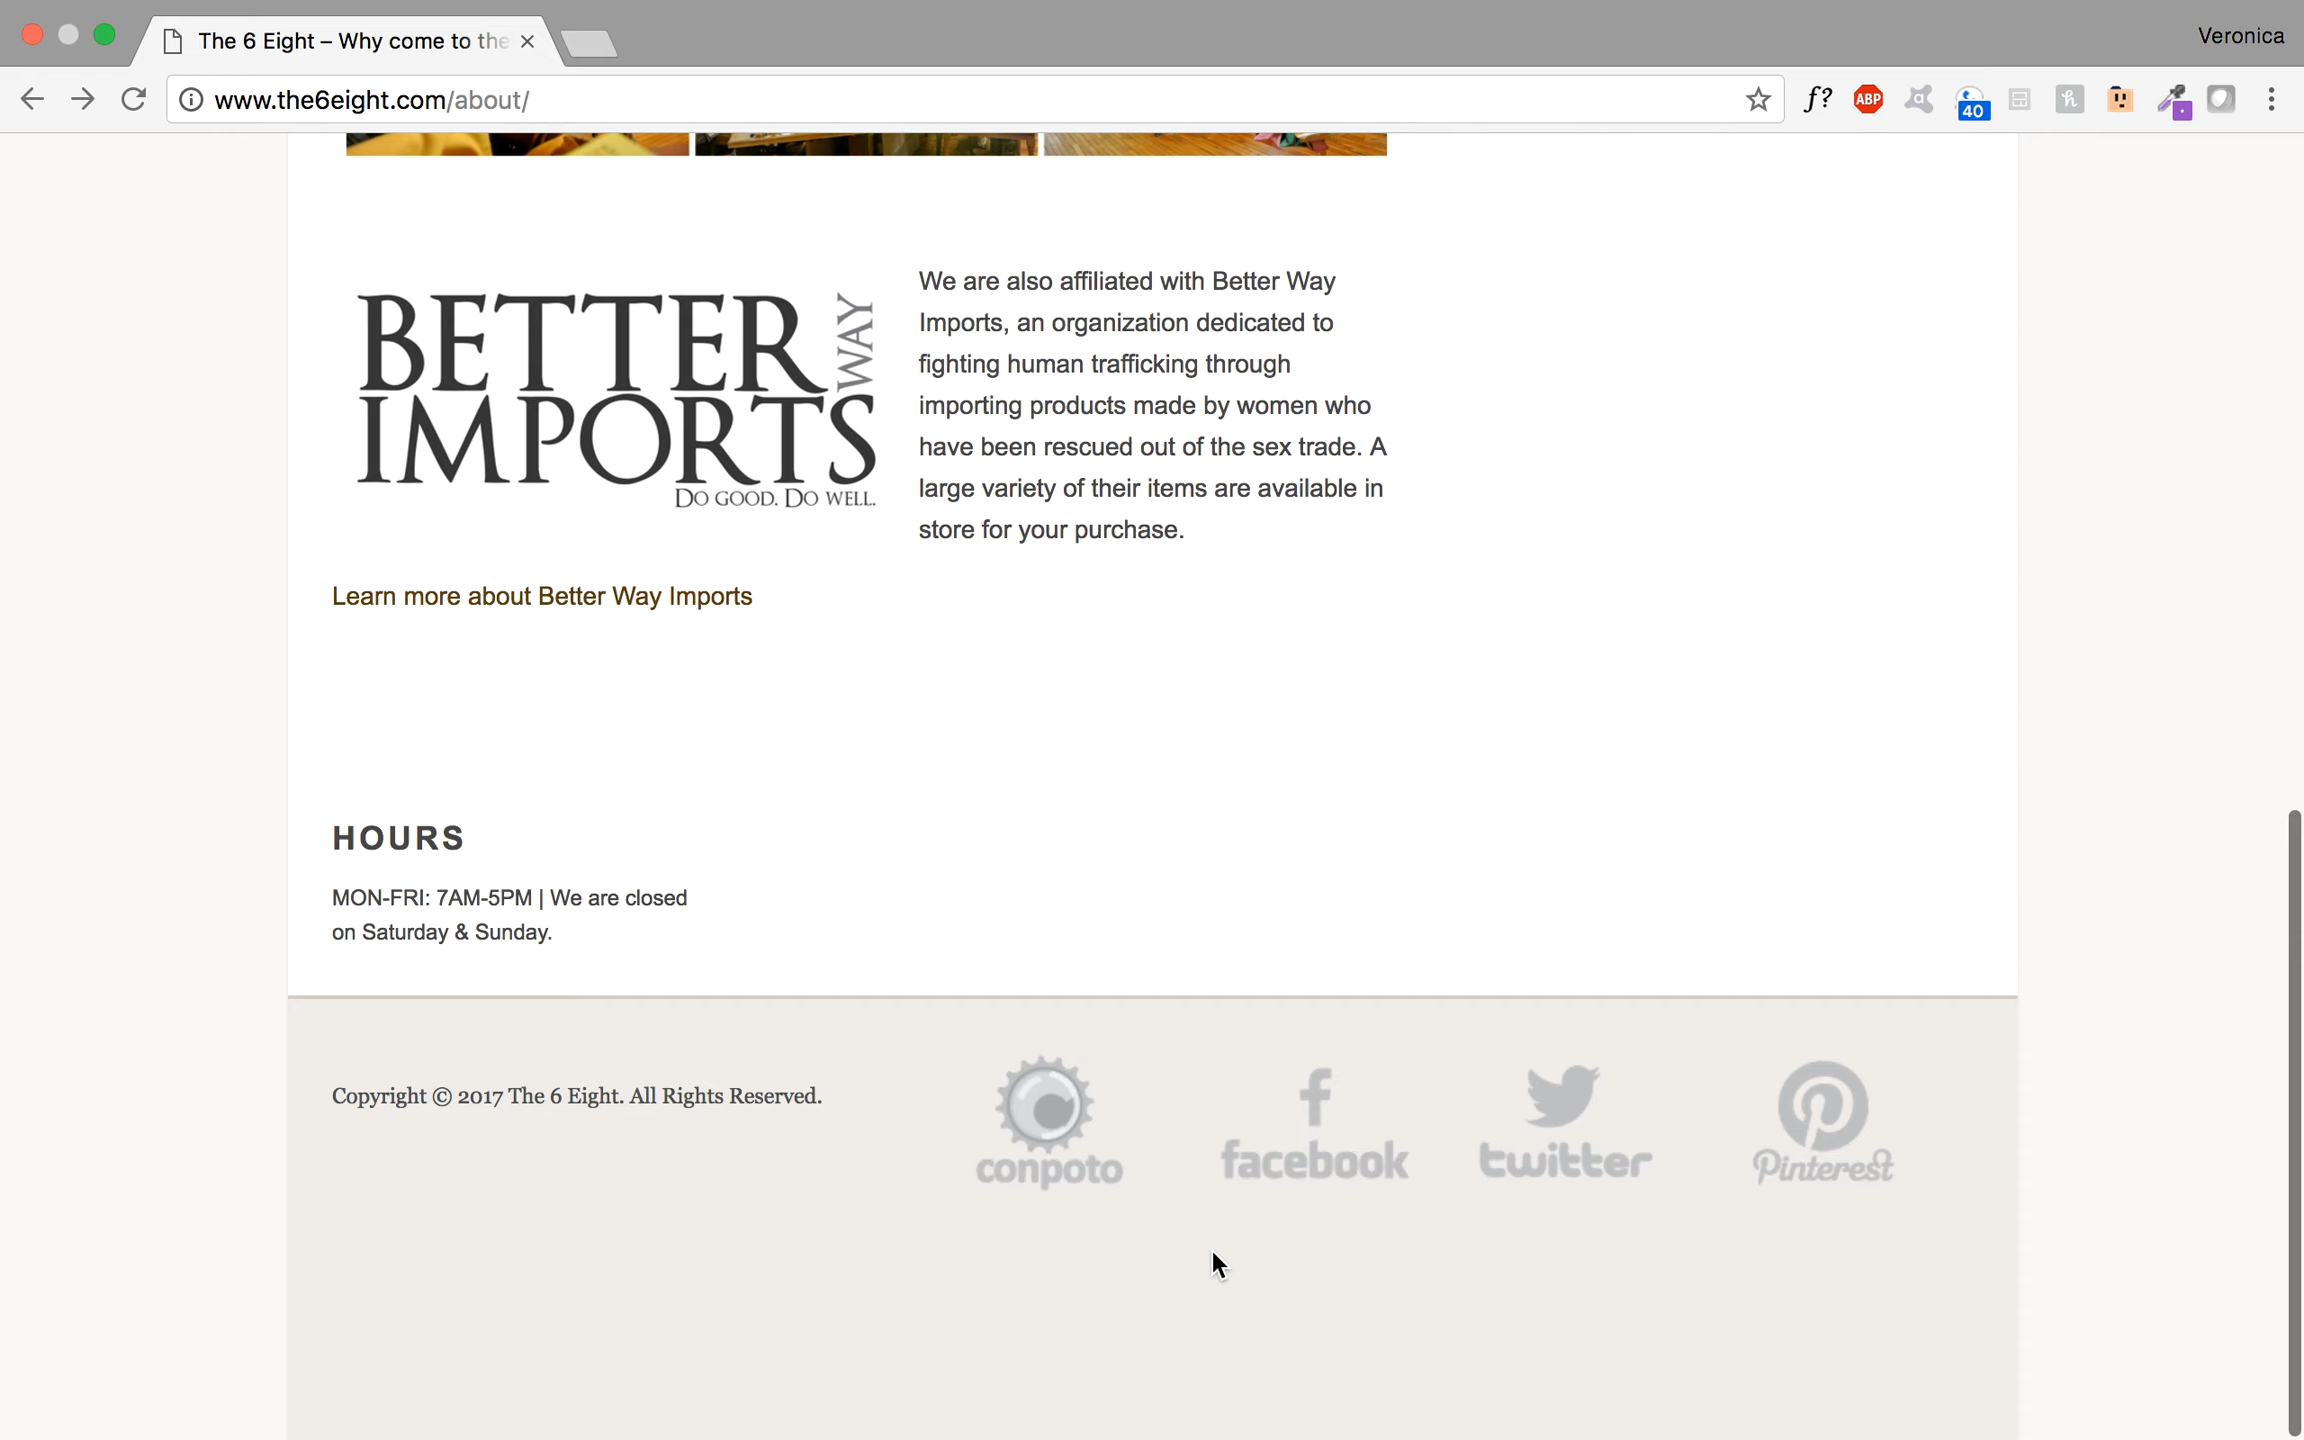 The 6 Eight – Why come to the
Veronica
www.the6eight.com/about/
f?
ABP
40
h
BETTER WAY
IMPORTS
DO GOOD. DO WELL.
We are also affiliated with Better Way
Imports, an organization dedicated to
fighting human trafficking through
importing products made by women who
have been rescued out of the sex trade. A
large variety of their items are available in
store for your purchase.
Learn more about Better Way Imports
HOURS
MON-FRI: 7AM-5PM | We are closed
on Saturday & Sunday.
Copyright © 2017 The 6 Eight. All Rights Reserved.
conpoto
facebook
twitter
Pinterest